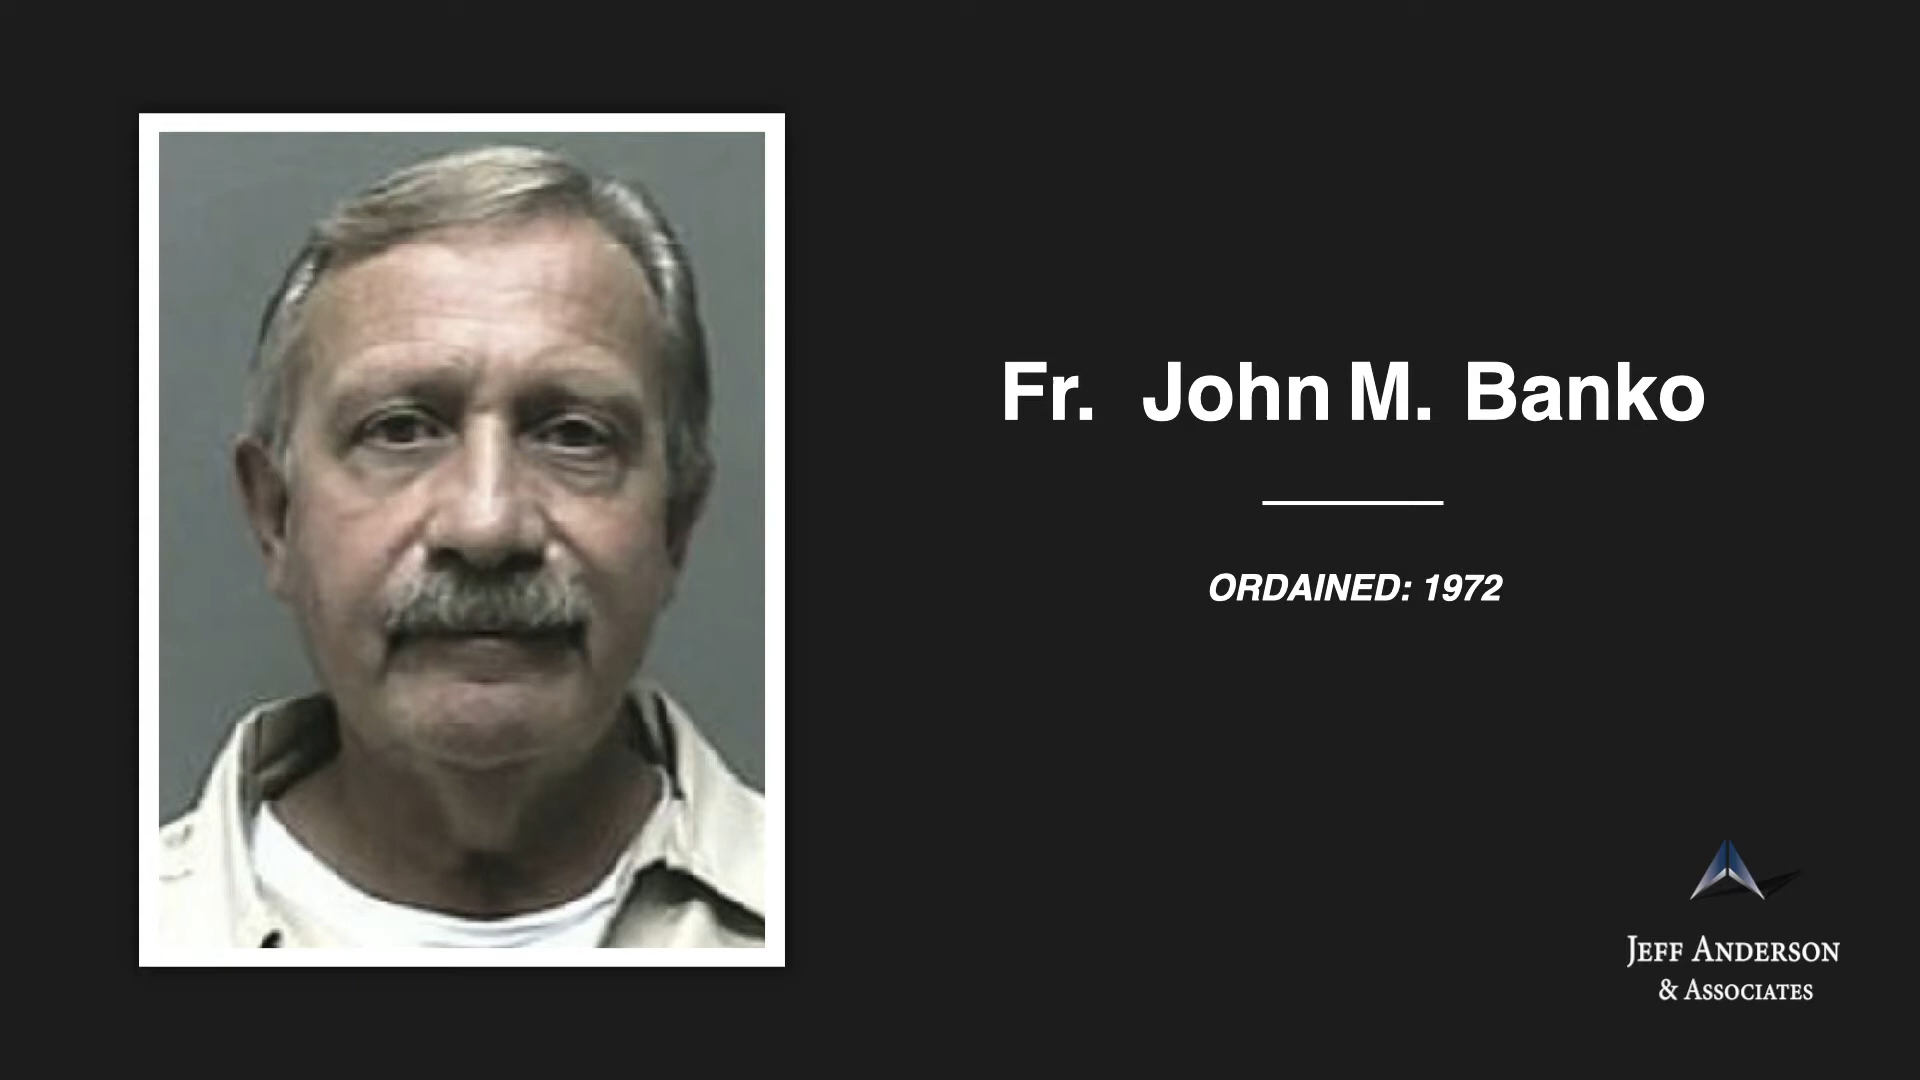 Fr. John M. Banko
ORDAINED: 1972
JEFF ANDERSON
& ASSOCIATES